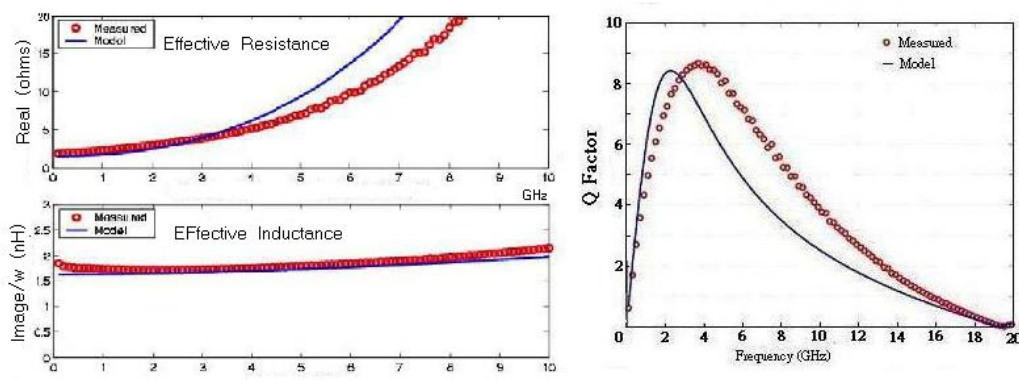 20
15
10
5
0
Real (ohms)
Measured
Model
Effective Resistance
0 1 2 3 4 5 6 7 8 9 10
GHz
3
2.5
2
1.5
1
0.5
0
Image/w (nH)
Measured
Model
EFfective Inductance
0 1 2 3 4 5 6 7 8 9 10
10
8
6
4
2
Q Factor
Measured
Model
0 2 4 6 8 10 12 14 16 18 20
Frequency (GHz)